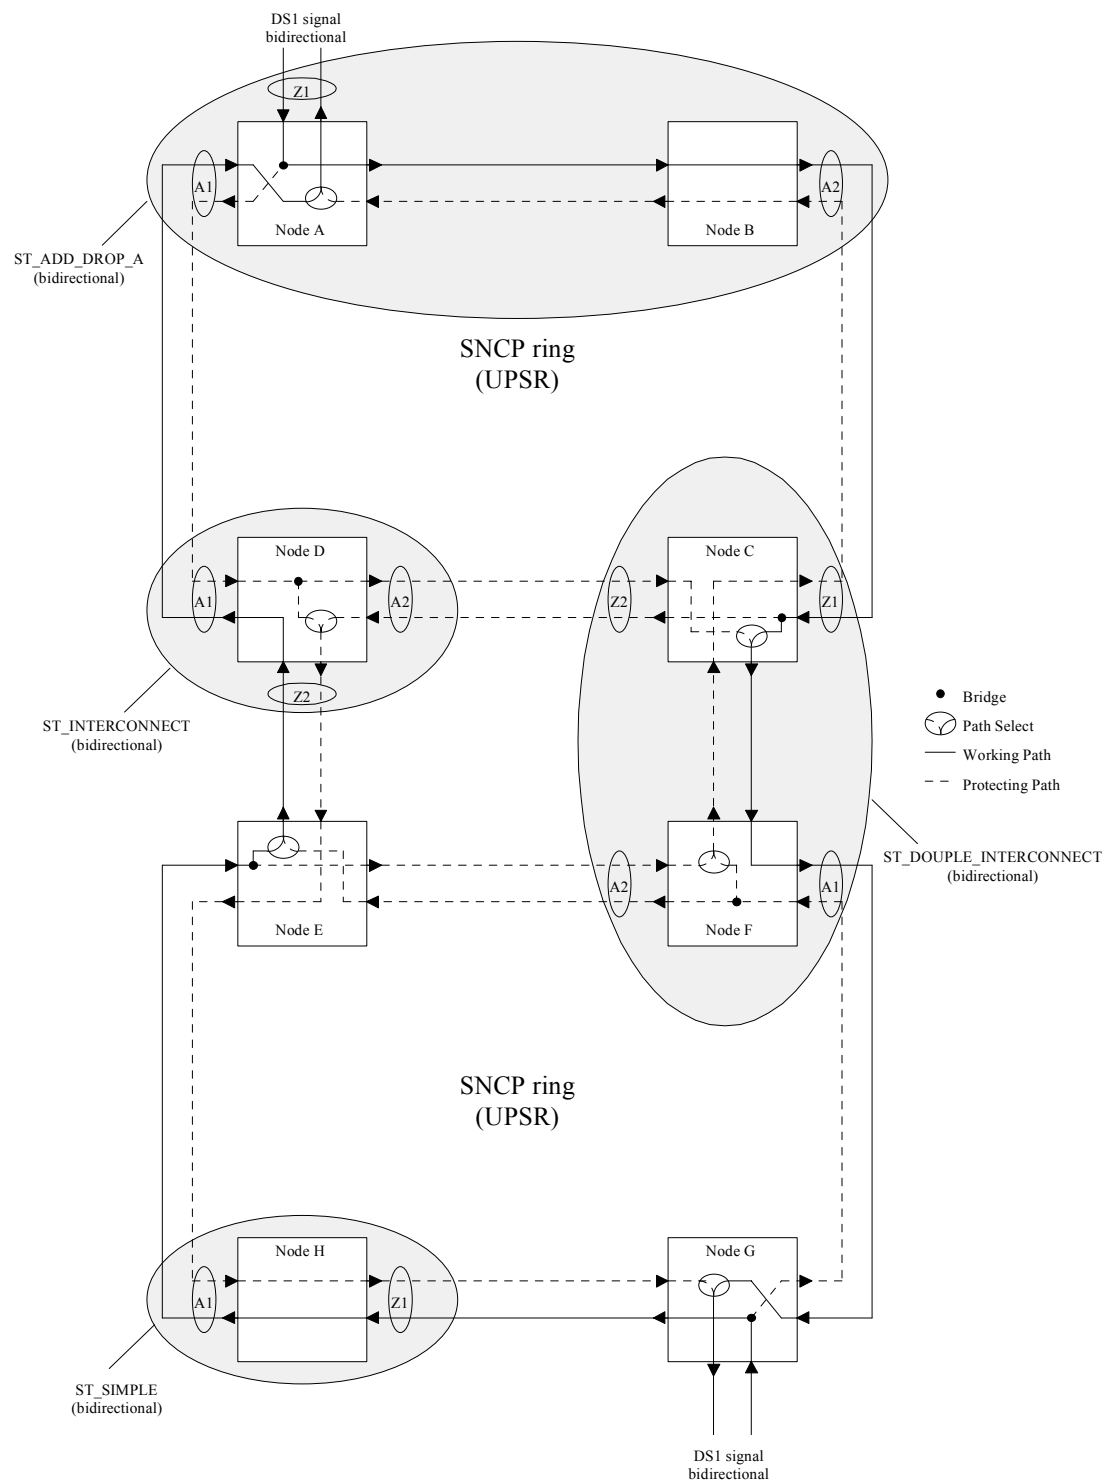 DS1 signal
bidirectional
Z1
A1
A2
Node A
Node B
ST_ADD_DROP_A
(bidirectional)
SNCP ring
(UPSR)
Node D
Node C
A1
A2
Z2
Z1
Z2
ST_INTERCONNECT
(bidirectional)
Bridge
Path Select
Working Path
Protecting Path
ST_DOUPLE_INTERCONNECT
(bidirectional)
A2
A1
Node E
Node F
SNCP ring
(UPSR)
Node H
Node G
A1
Z1
ST_SIMPLE
(bidirectional)
DS1 signal
bidirectional